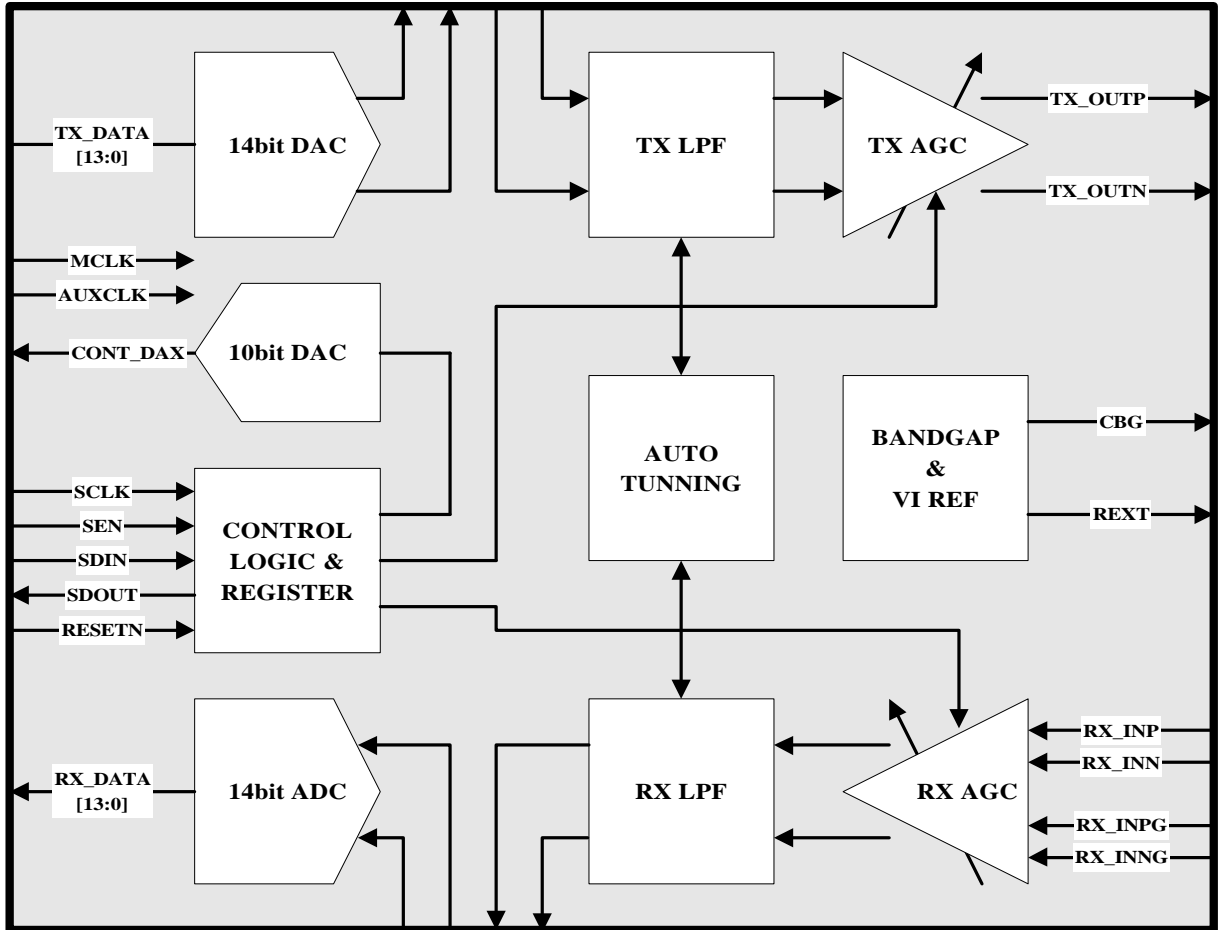 TX_DATA
[13:0]
14bit DAC
TX LPF
TX AGC
TX_OUTP
TX_OUTN
MCLK
AUXCLK
CONT_DAX
10bit DAC
SCLK
SEN
SDIN
SDOUT
RESETN
CONTROL
LOGIC &
REGISTER
AUTO
TUNNING
BANDGAP
&
VI REF
CBG
REXT
RX_DATA
[13:0]
14bit ADC
RX LPF
RX AGC
RX_INP
RX_INN
RX_INPG
RX_INNG